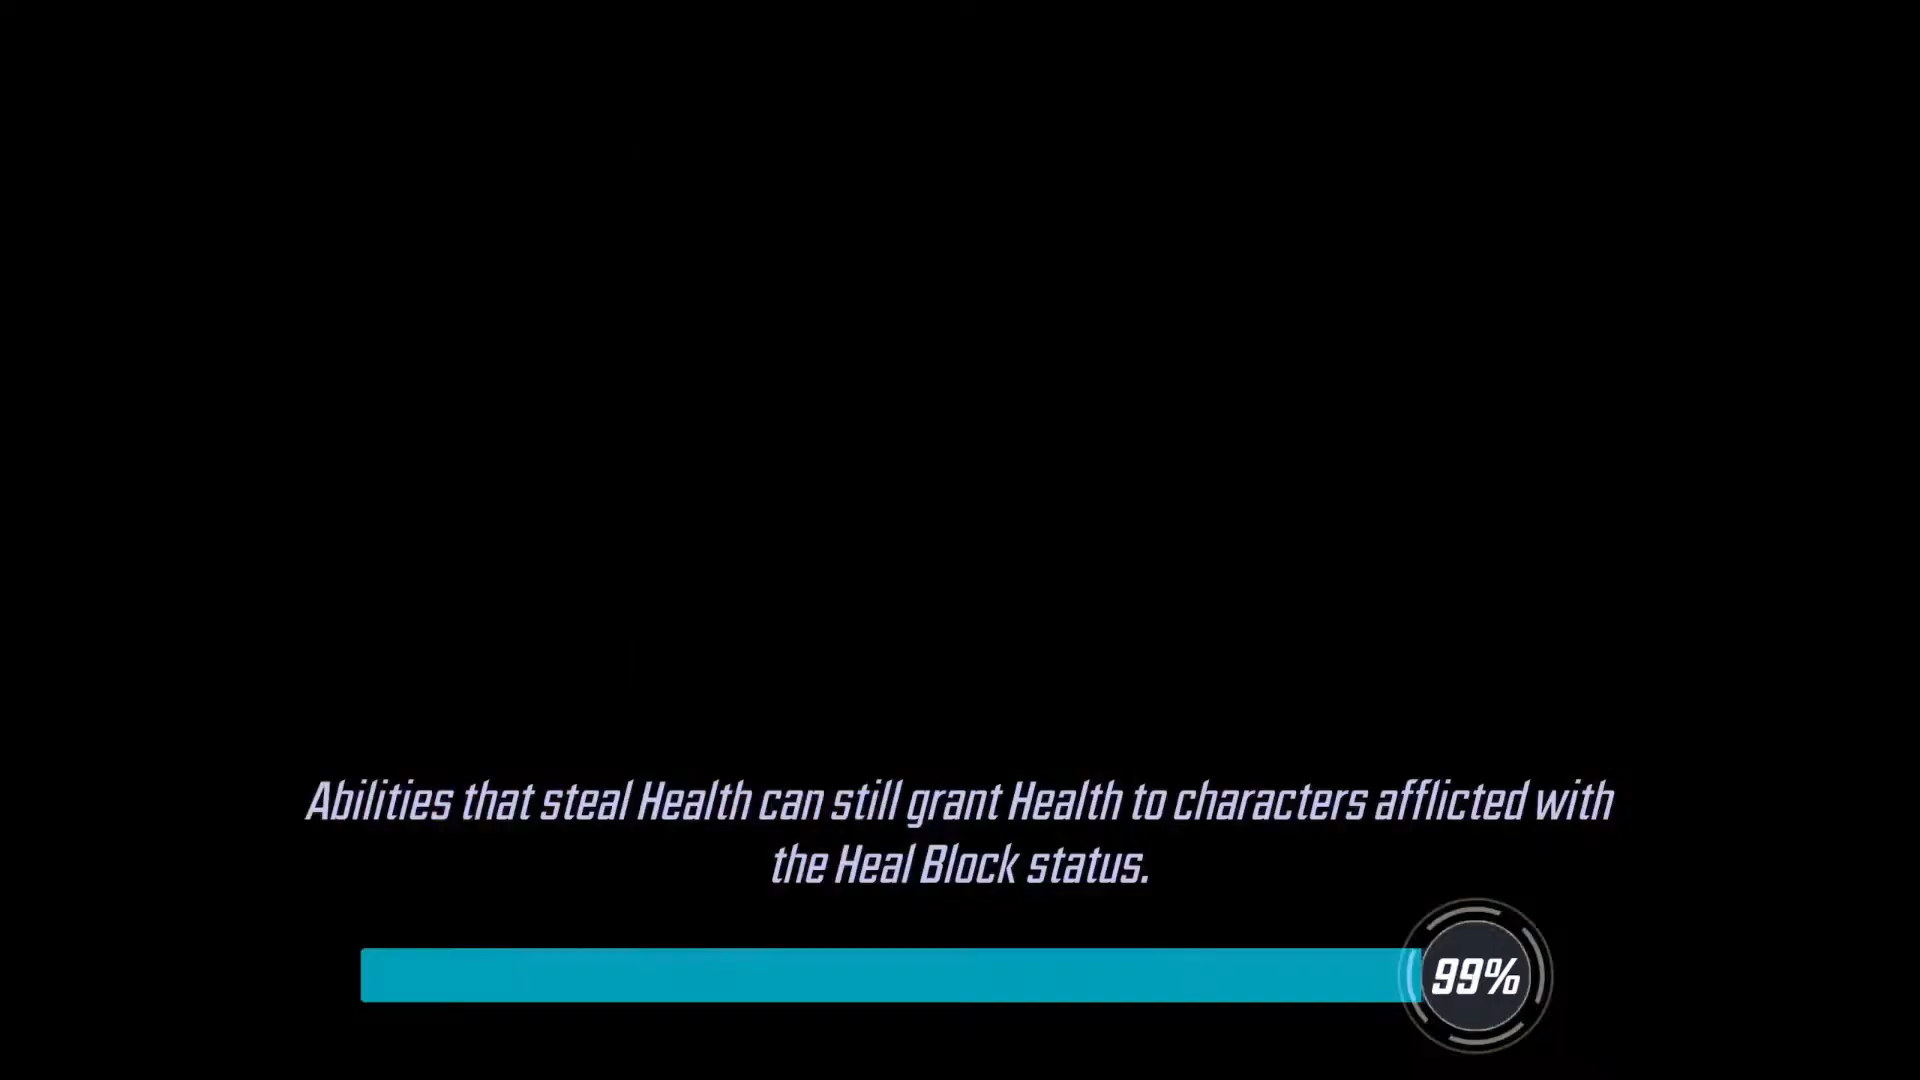 Abilities that steal Health can still grant Health to characters afflicted with
the Heal Block status.
99%